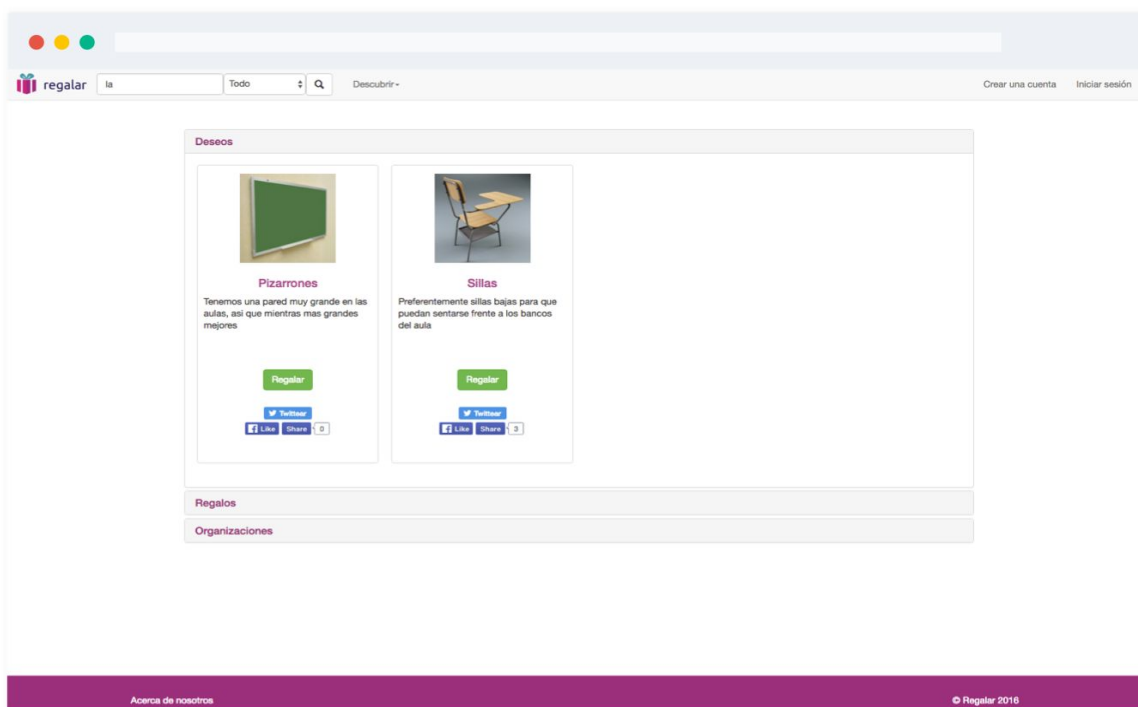 regalar
la
Todo
Descubrir
Crear una cuenta
Iniciar sesión
Deseos
Pizarrones
Tenemos una pared muy grande en las
aulas, asi que mientras mas grandes
mejores
Regalar
Twittear
Like Share 0
Sillas
Preferentemente sillas bajas para que
puedan sentarse frente a los bancos
del aula
Regalar
Twittear
Like Share 3
Regalos
Organizaciones
Acerca de nosotros
© Regalar 2016